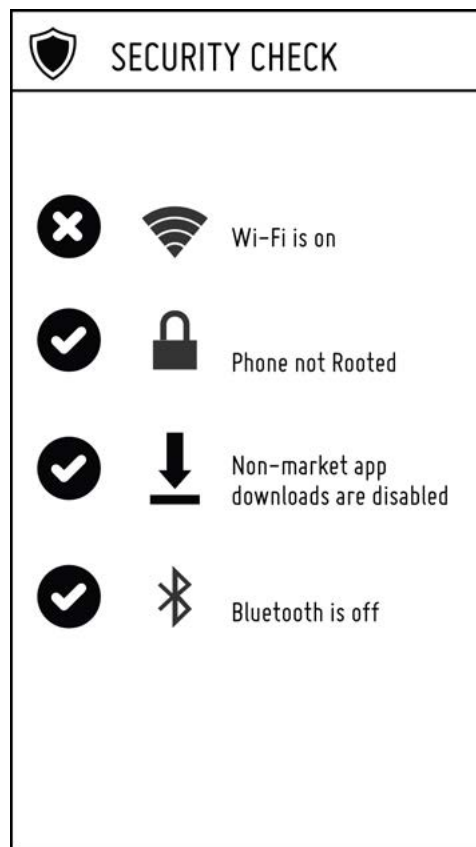 SECURITY CHECK
Wi-Fi is on
Phone not Rooted
Non-market app
downloads are disabled
Bluetooth is off